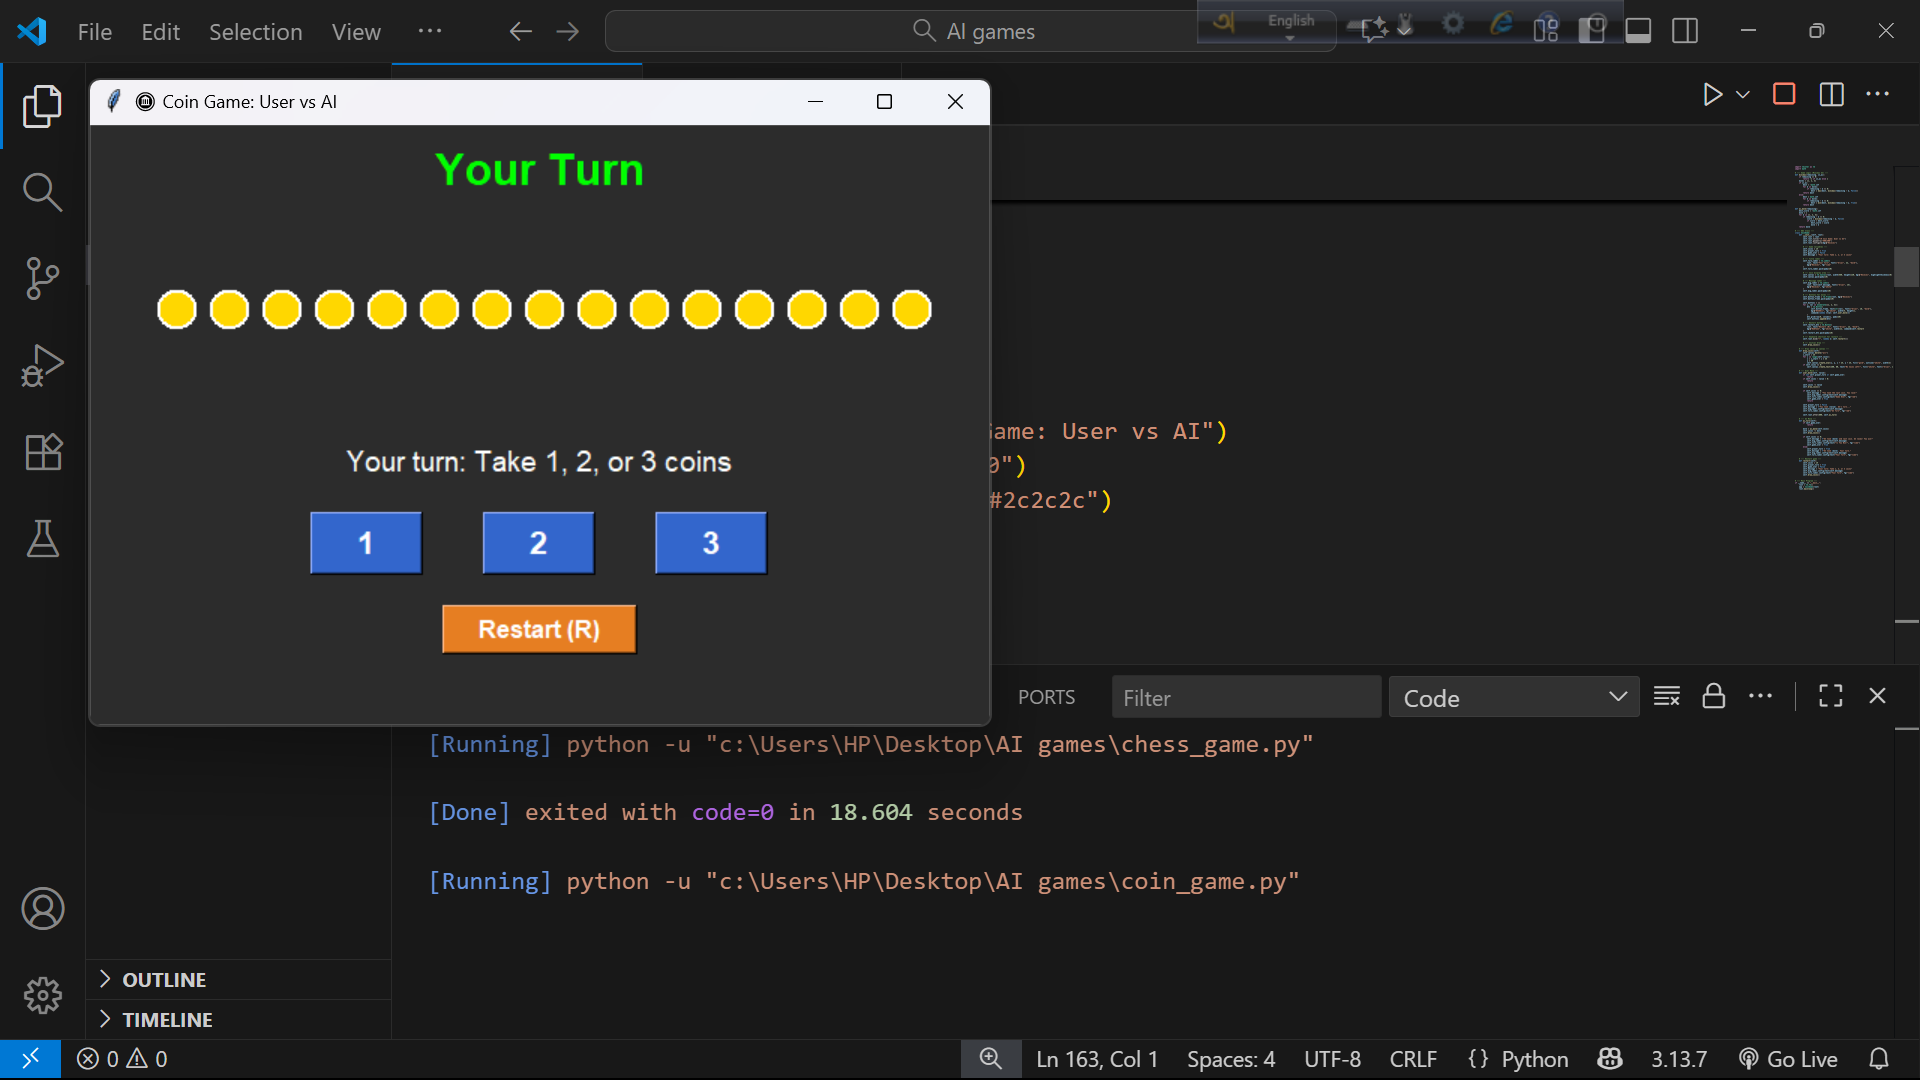 File Edit Selection View ··· AI games
অ English
Coin Game: User vs AI
Your Turn
Your turn: Take 1, 2, or 3 coins
1 2 3
Restart (R)
ame: User vs AI")
0")
#2c2c2c")
PORTS Filter Code
[Running] python -u "c:\Users\HP\Desktop\AI games\chess_game.py"
[Done] exited with code=0 in 18.604 seconds
[Running] python -u "c:\Users\HP\Desktop\AI games\coin_game.py"
OUTLINE
TIMELINE
0 0 Ln 163, Col 1 Spaces: 4 UTF-8 CRLF {} Python 3.13.7 Go Live